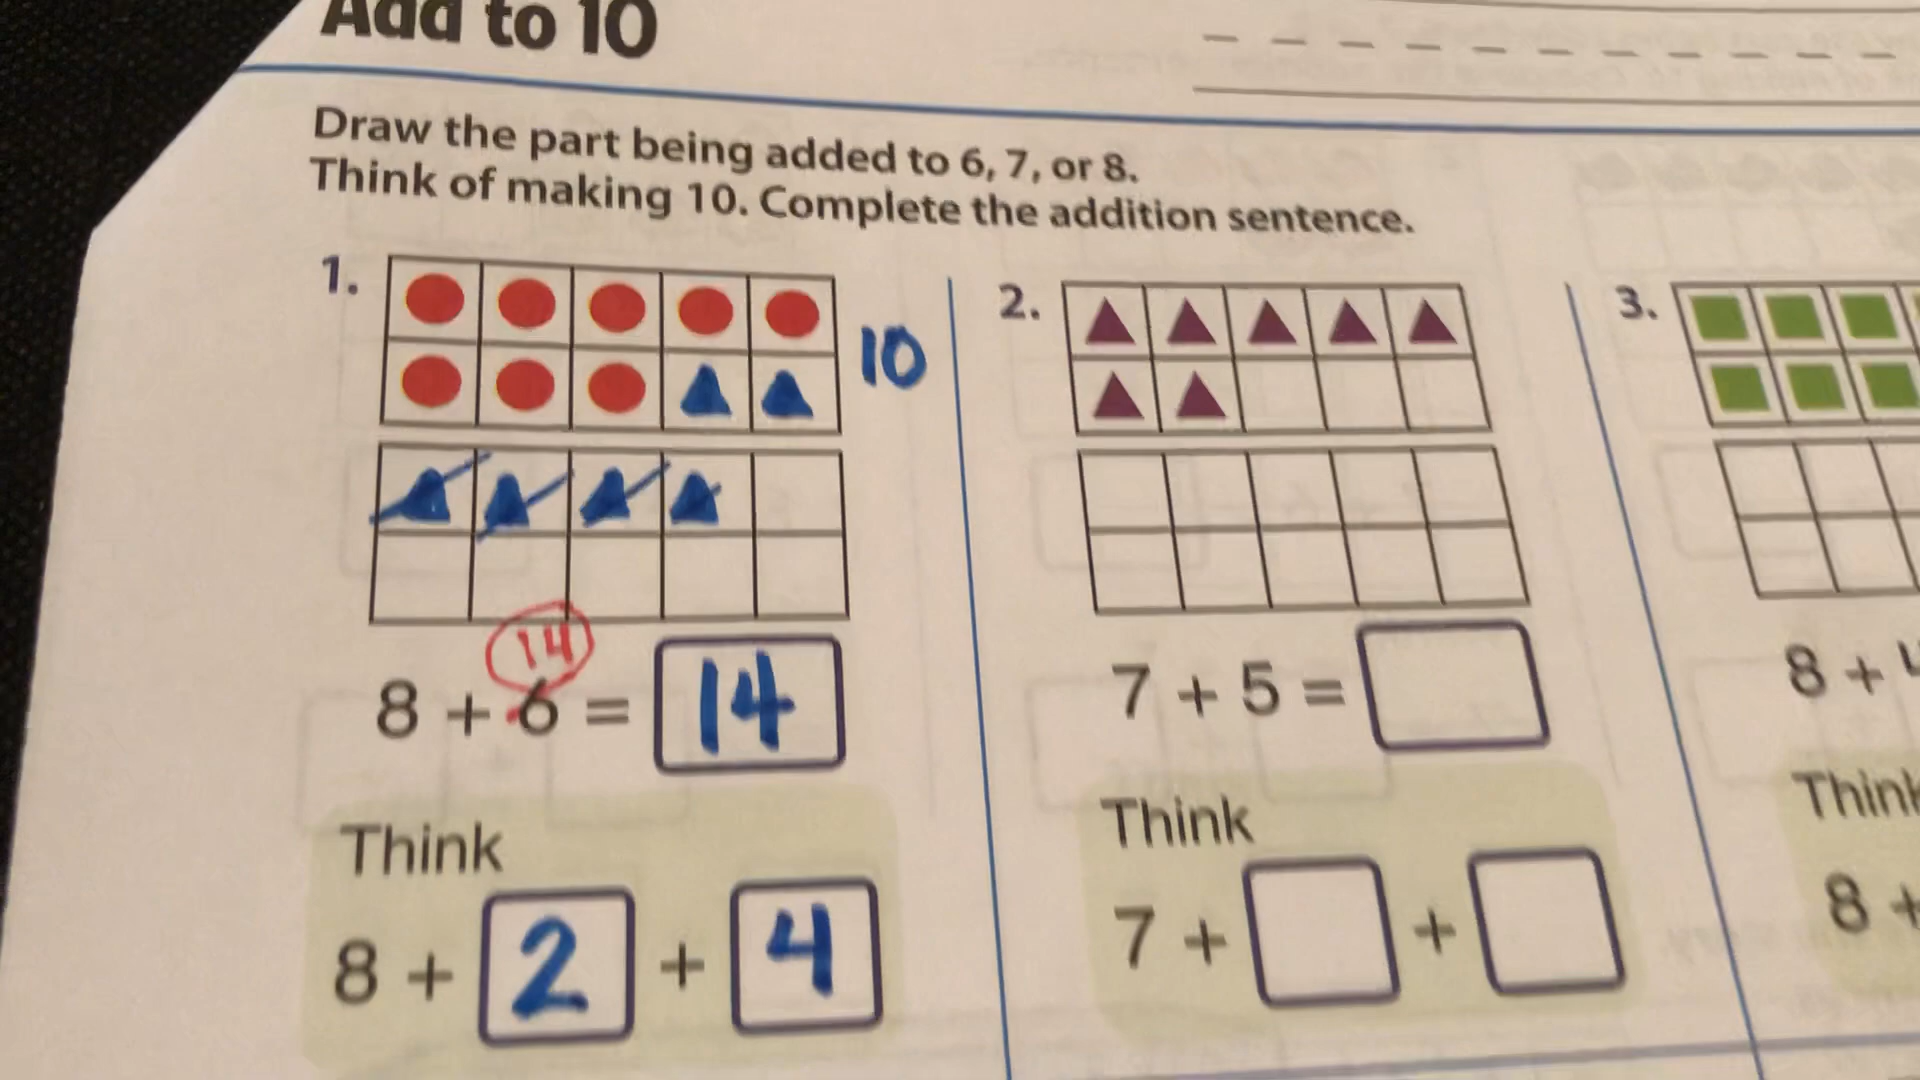 Add to 10
Draw the part being added to 6, 7, or 8.
Think of making 10. Complete the addition sentence.
1.
10
14
8 + 6 = 14
Think
8 + 2 + 4
2.
7 + 5 =
Think
7 + +
3.
8 + 4
Think
8 +